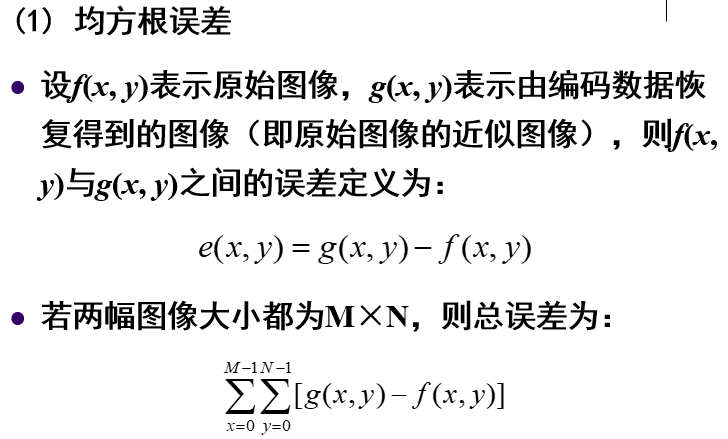 (1) 均方根误差
● 设f(x, y)表示原始图像，g(x, y)表示由编码数据恢
复得到的图像（即原始图像的近似图像），则f(x,
y)与g(x, y)之间的误差定义为：
e(x, y) = g(x, y) − f(x, y)
● 若两幅图像大小都为M×N，则总误差为：
M−1 N−1
∑∑[g(x, y) − f(x, y)]
x=0 y=0